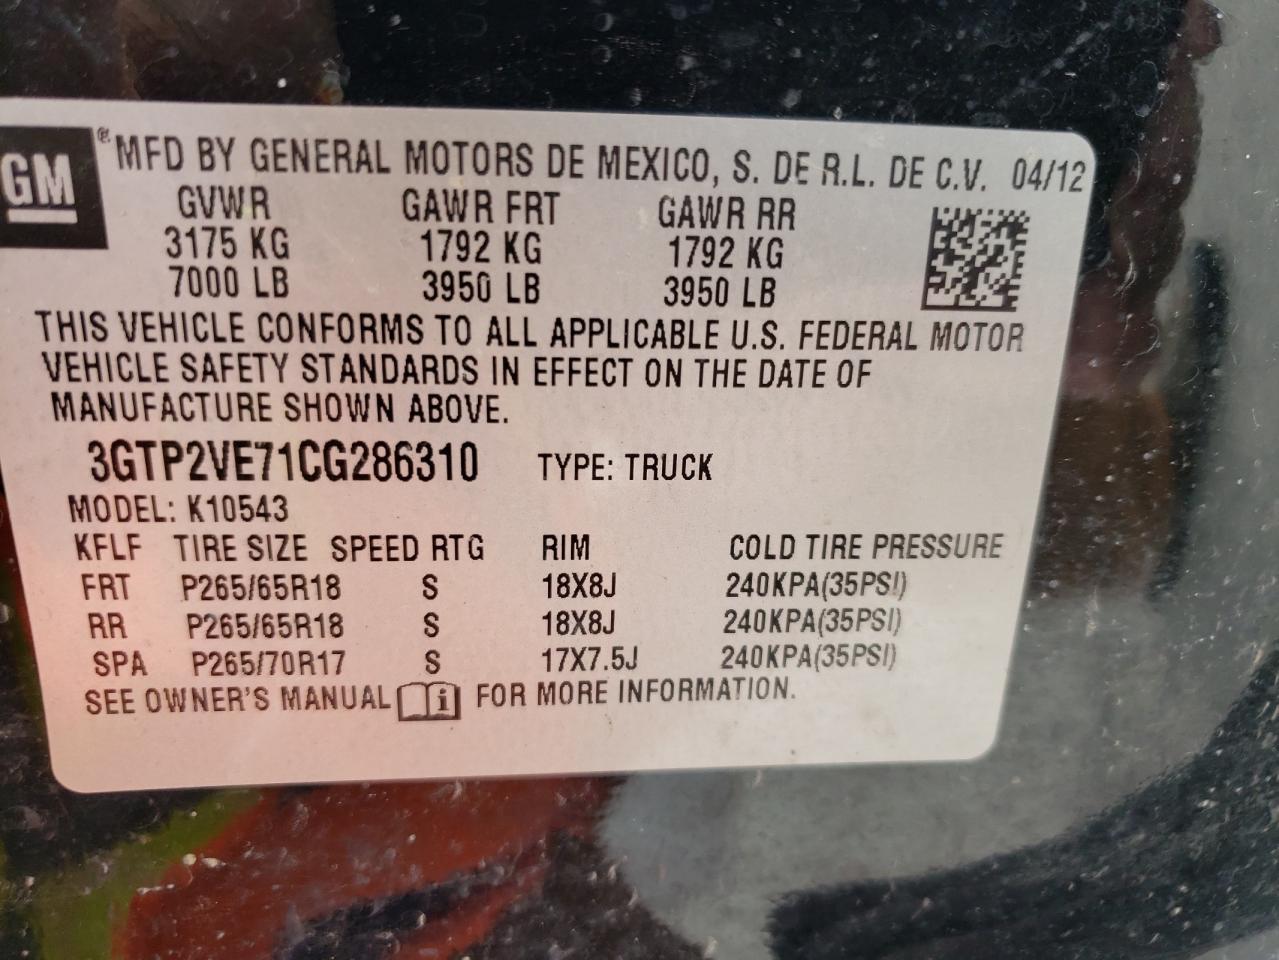 GM
® MFD BY GENERAL MOTORS DE MEXICO, S. DE R.L. DE C.V. 04/12
GVWR GAWR FRT GAWR RR
3175 KG 1792 KG 1792 KG
7000 LB 3950 LB 3950 LB
THIS VEHICLE CONFORMS TO ALL APPLICABLE U.S. FEDERAL MOTOR
VEHICLE SAFETY STANDARDS IN EFFECT ON THE DATE OF
MANUFACTURE SHOWN ABOVE.
3GTP2VE71CG286310 TYPE: TRUCK
MODEL: K10543
KFLF TIRE SIZE SPEED RTG RIM COLD TIRE PRESSURE
FRT P265/65R18 S 18X8J 240KPA(35PSI)
RR P265/65R18 S 18X8J 240KPA(35PSI)
SPA P265/70R17 S 17X7.5J 240KPA(35PSI)
SEE OWNER'S MANUAL i FOR MORE INFORMATION.